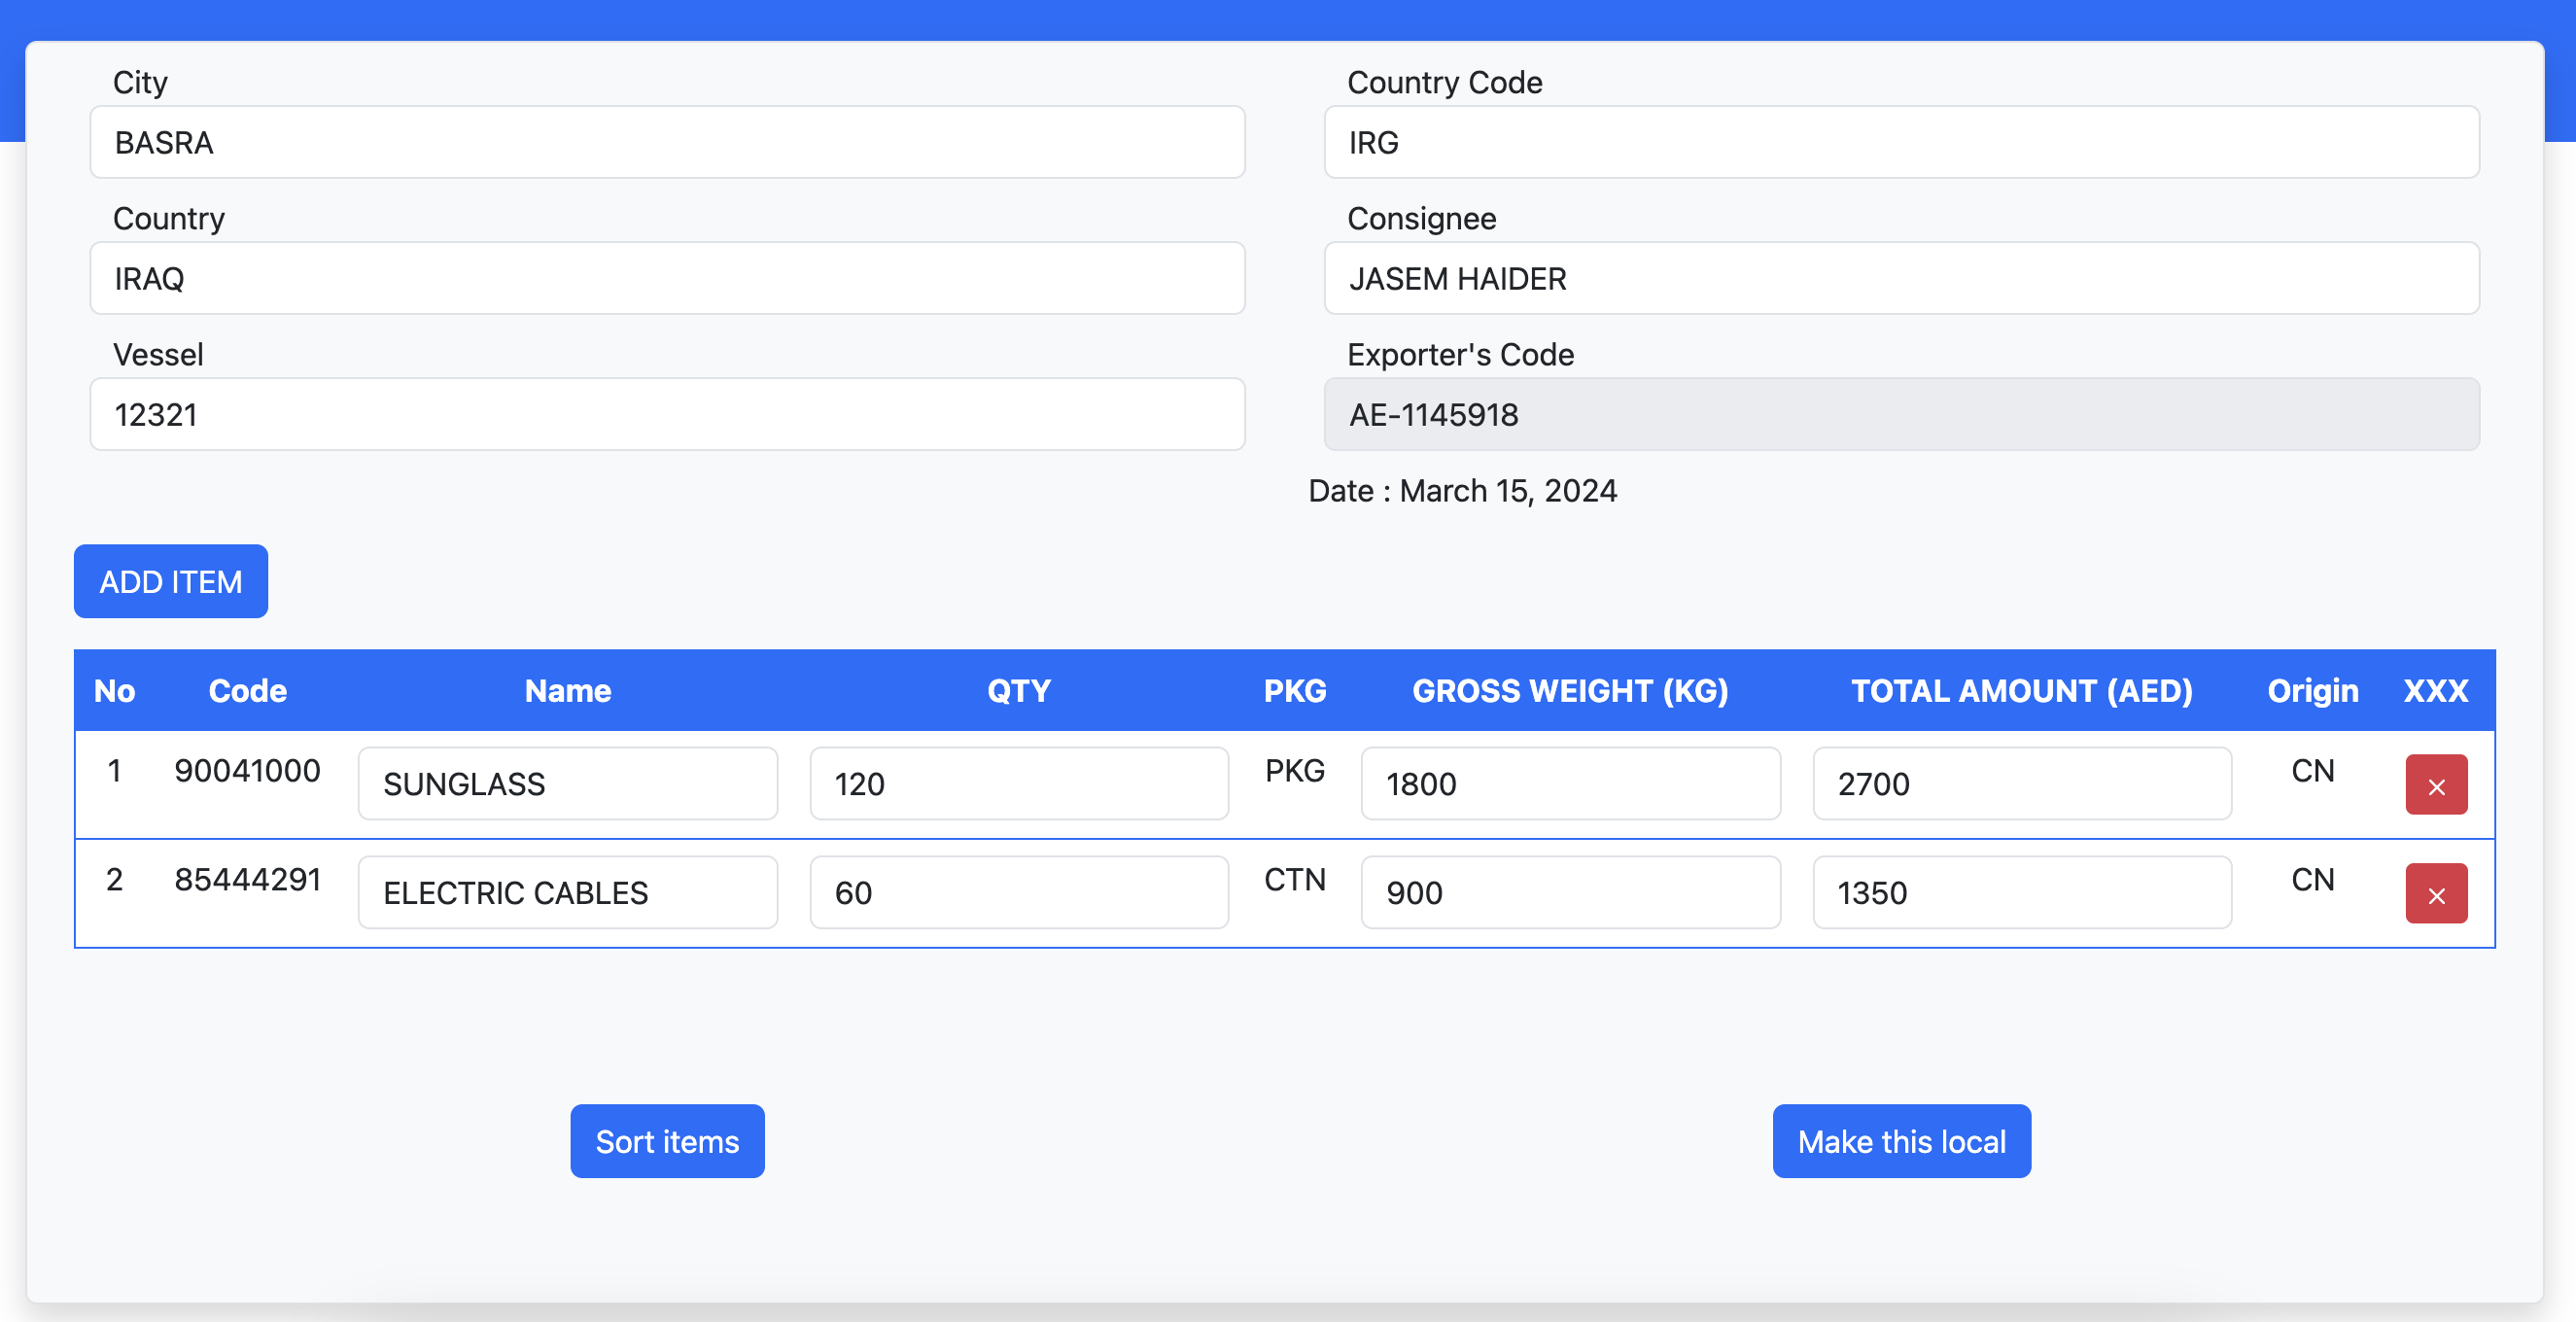 City
Country Code
BASRA
IRG
Country
Consignee
IRAQ
JASEM HAIDER
Vessel
Exporter's Code
12321
AE-1145918
Date : March 15, 2024
ADD ITEM
No Code Name QTY PKG GROSS WEIGHT (KG) TOTAL AMOUNT (AED) Origin XXX
1 90041000 SUNGLASS 120 PKG 1800 2700 CN
2 85444291 ELECTRIC CABLES 60 CTN 900 1350 CN
Sort items
Make this local